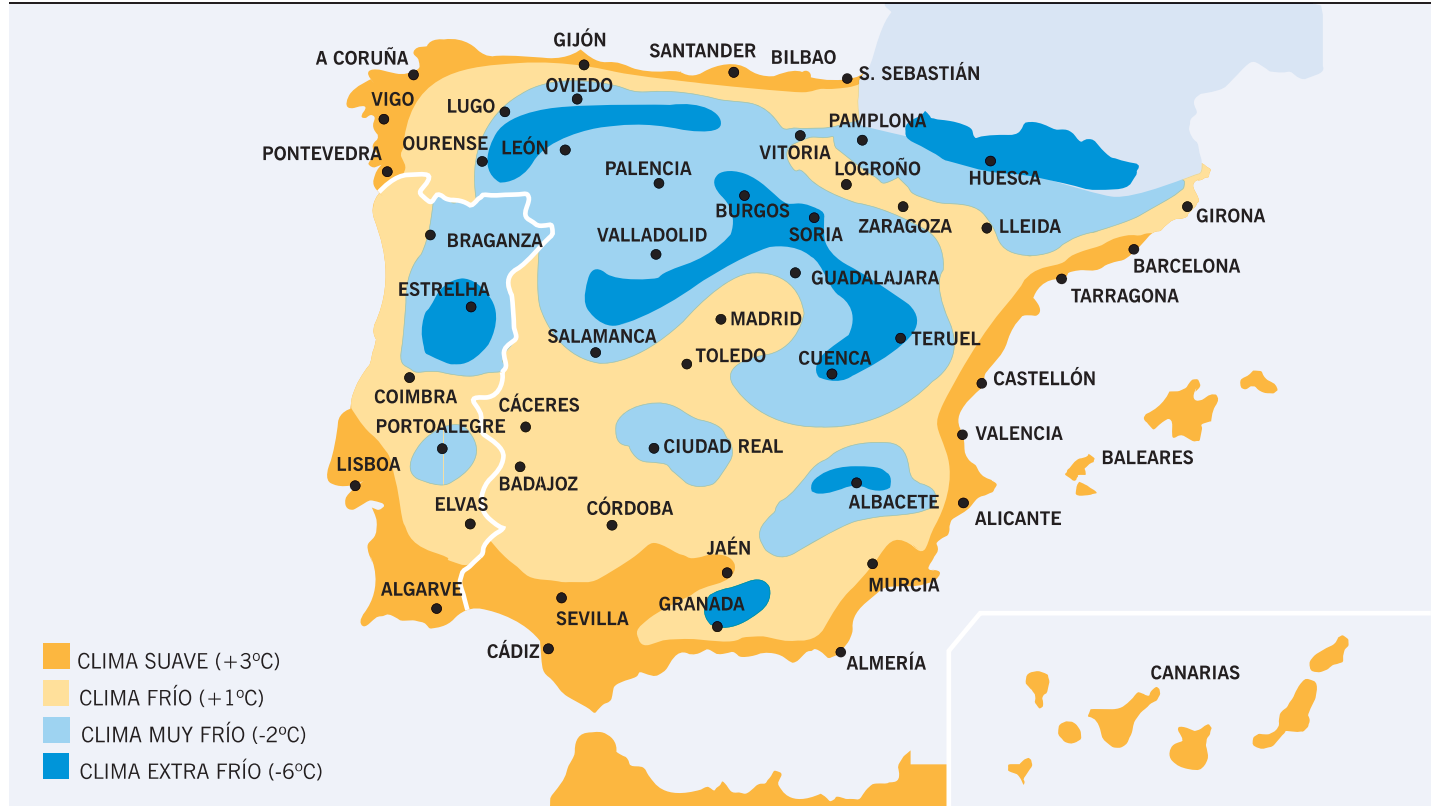 GIJÓN
A CORUÑA
SANTANDER
BILBAO
S. SEBASTIÁN
OVIEDO
VIGO
LUGO
PAMPLONA
OURENSE
LEÓN
VITORIA
PONTEVEDRA
PALENCIA
LOGROÑO
HUESCA
BURGOS
GIRONA
ZARAGOZA
LLEIDA
SORIA
VALLADOLID
BRAGANZA
BARCELONA
GUADALAJARA
ESTRELHA
TARRAGONA
MADRID
SALAMANCA
TERUEL
TOLEDO
CUENCA
CASTELLÓN
COIMBRA
CÁCERES
PORTOALEGRE
VALENCIA
CIUDAD REAL
BALEARES
LISBOA
BADAJOZ
ALBACETE
ELVAS
CÓRDOBA
ALICANTE
JAÉN
MURCIA
ALGARVE
GRANADA
SEVILLA
CÁDIZ
ALMERÍA
CANARIAS
CLIMA SUAVE (+3ºC)
CLIMA FRÍO (+1ºC)
CLIMA MUY FRÍO (-2ºC)
CLIMA EXTRA FRÍO (-6ºC)